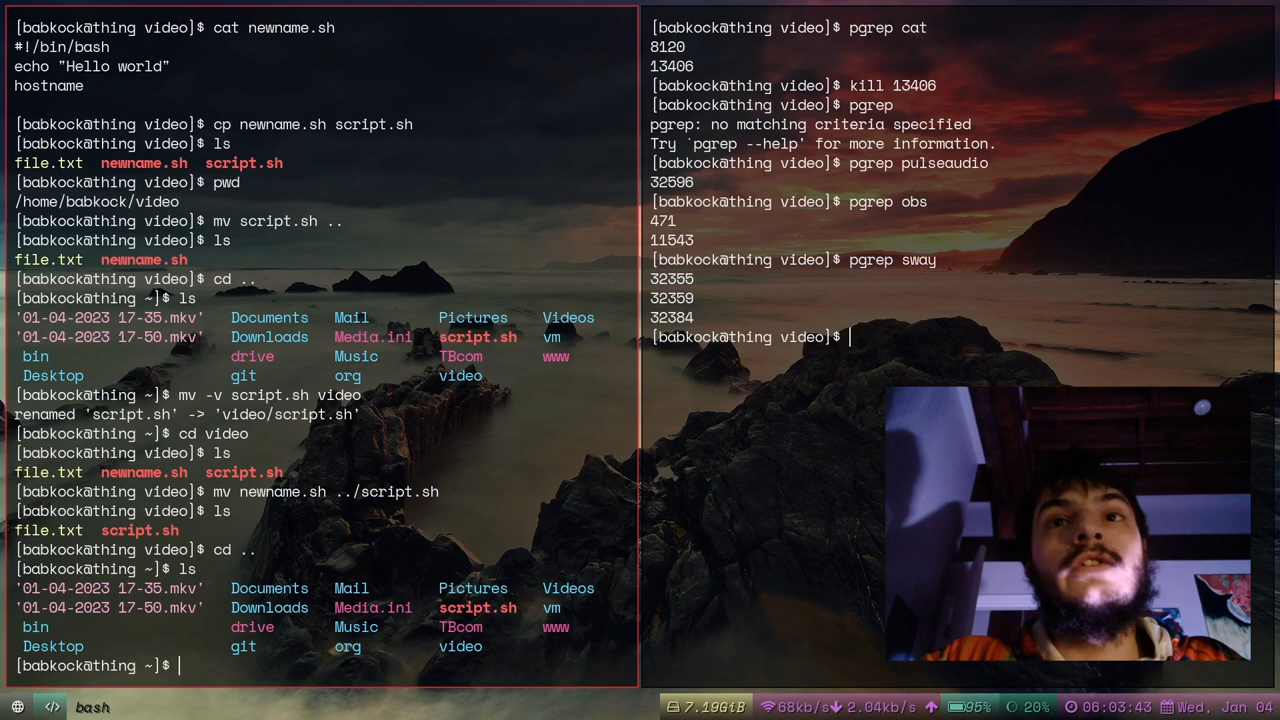 [babkock@thing video]$ cat newname.sh
#!/bin/bash
echo "Hello world"
hostname
[babkock@thing video]$ cp newname.sh script.sh
[babkock@thing video]$ ls
file.txt  newname.sh  script.sh
[babkock@thing video]$ pwd
/home/babkock/video
[babkock@thing video]$ mv script.sh ..
[babkock@thing video]$ ls
file.txt  newname.sh
[babkock@thing video]$ cd ..
[babkock@thing ~]$ ls
'01-04-2023 17-35.mkv'   Documents   Mail        Pictures    Videos
'01-04-2023 17-50.mkv'   Downloads   Media.ini   script.sh   vm
bin                     drive       Music       TBcom       www
Desktop                 git         org         video
[babkock@thing ~]$ mv -v script.sh video
renamed 'script.sh' -> 'video/script.sh'
[babkock@thing ~]$ cd video
[babkock@thing video]$ ls
file.txt  newname.sh  script.sh
[babkock@thing video]$ mv newname.sh ../script.sh
[babkock@thing video]$ ls
file.txt  script.sh
[babkock@thing video]$ cd ..
[babkock@thing ~]$ ls
'01-04-2023 17-35.mkv'   Documents   Mail        Pictures    Videos
'01-04-2023 17-50.mkv'   Downloads   Media.ini   script.sh   vm
bin                     drive       Music       TBcom       www
Desktop                 git         org         video
[babkock@thing ~]$
[babkock@thing video]$ pgrep cat
8120
13406
[babkock@thing video]$ kill 13406
[babkock@thing video]$ pgrep
pgrep: no matching criteria specified
Try `pgrep --help' for more information.
[babkock@thing video]$ pgrep pulseaudio
32596
[babkock@thing video]$ pgrep obs
471
11543
[babkock@thing video]$ pgrep sway
32355
32359
32384
[babkock@thing video]$
</> bash 7.19GiB 68kb/s 2.04kb/s 95% 20% 06:03:43 Wed, Jan 04